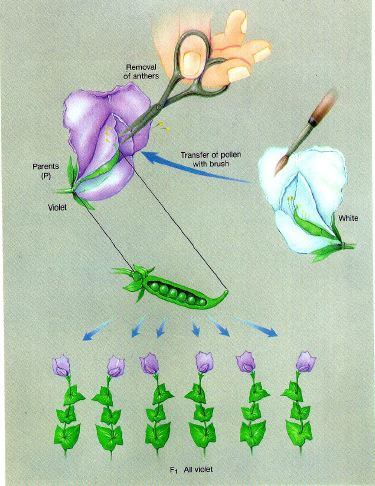 Removal
of anthers
Parents
(P)
Transfer of pollen
with brush
Violet
White
F1 All violet